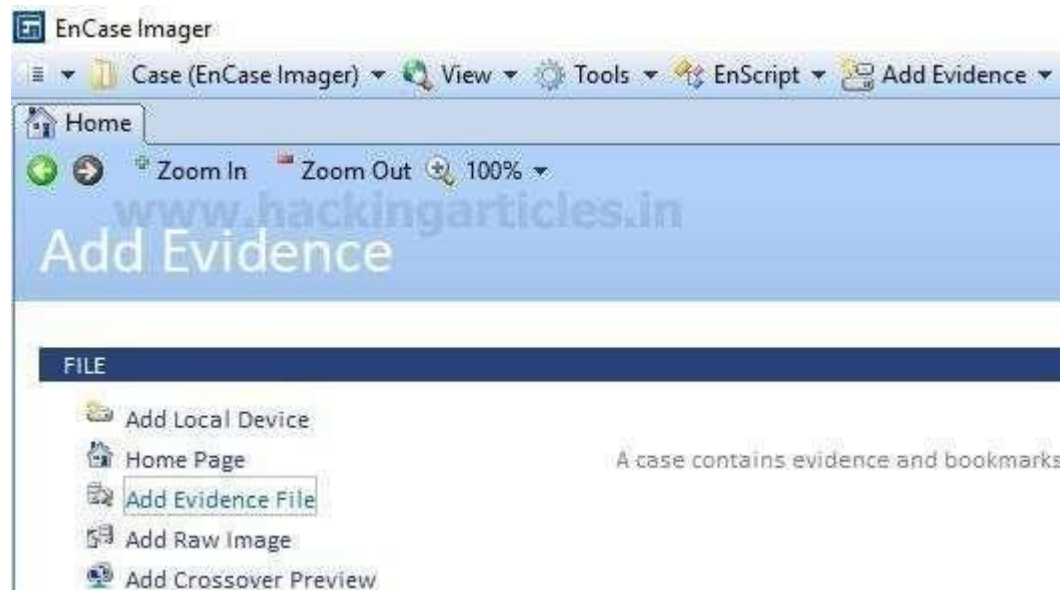 EnCase Imager
Case (EnCase Imager) View Tools EnScript Add Evidence
Home
Zoom In Zoom Out 100%
www.hackingarticles.in
Add Evidence
FILE
Add Local Device
Home Page
A case contains evidence and bookmarks
Add Evidence File
Add Raw Image
Add Crossover Preview